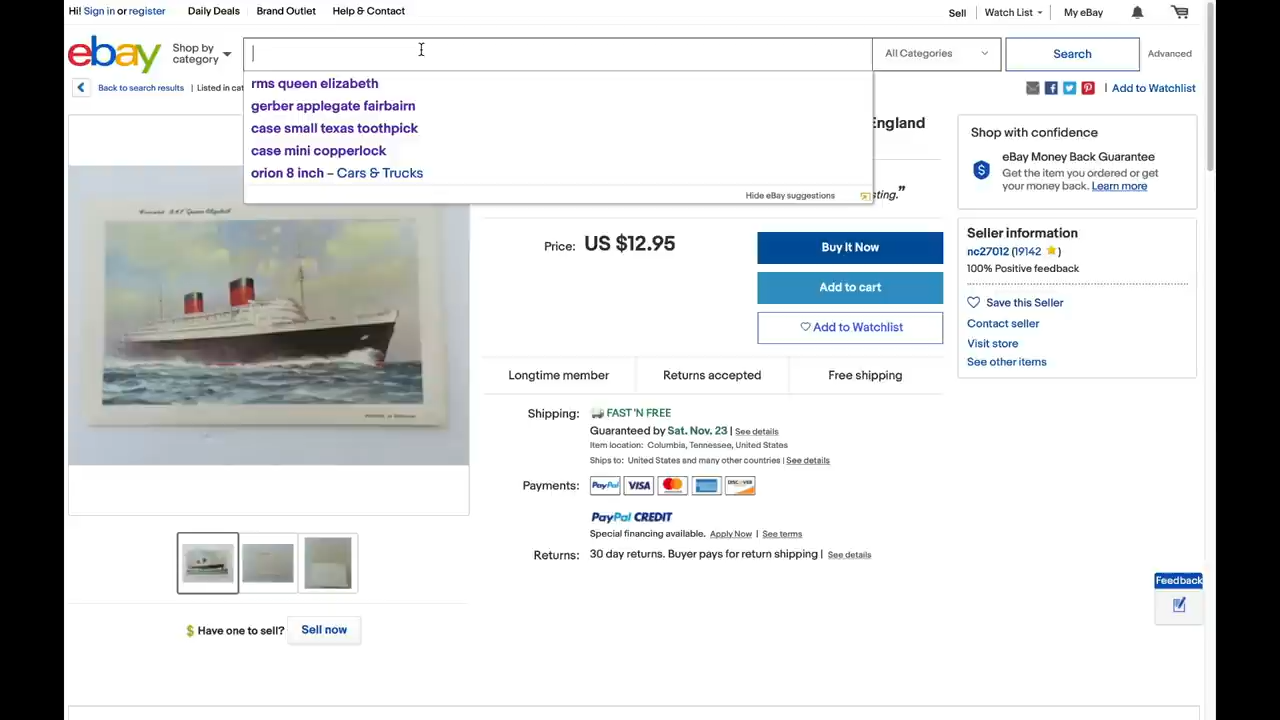 Hi! Sign in or register
Daily Deals
Brand Outlet
Help & Contact
Sell
Watch List
My eBay
ebay
Shop by
category
All Categories
Search
Advanced
rms queen elizabeth
gerber applegate fairbairn
case small texas toothpick
case mini copperlock
orion 8 inch – Cars & Trucks
Hide eBay suggestions
Back to search results | Listed in cat
| Add to Watchlist
England
sting.”
Price: US $12.95
Buy It Now
Add to cart
Add to Watchlist
Longtime member
Returns accepted
Free shipping
Shipping: FAST 'N FREE
Guaranteed by Sat. Nov. 23 | See details
Item location: Columbia, Tennessee, United States
Ships to: United States and many other countries | See details
Payments: PayPal VISA MasterCard DISCOVER
PayPal CREDIT
Special financing available. Apply Now | See terms
Returns: 30 day returns. Buyer pays for return shipping | See details
Shop with confidence
eBay Money Back Guarantee
Get the item you ordered or
get your money back. Learn more
Seller information
nc27012 (19142 )
100% Positive feedback
Save this Seller
Contact seller
Visit store
See other items
$ Have one to sell? Sell now
Feedback